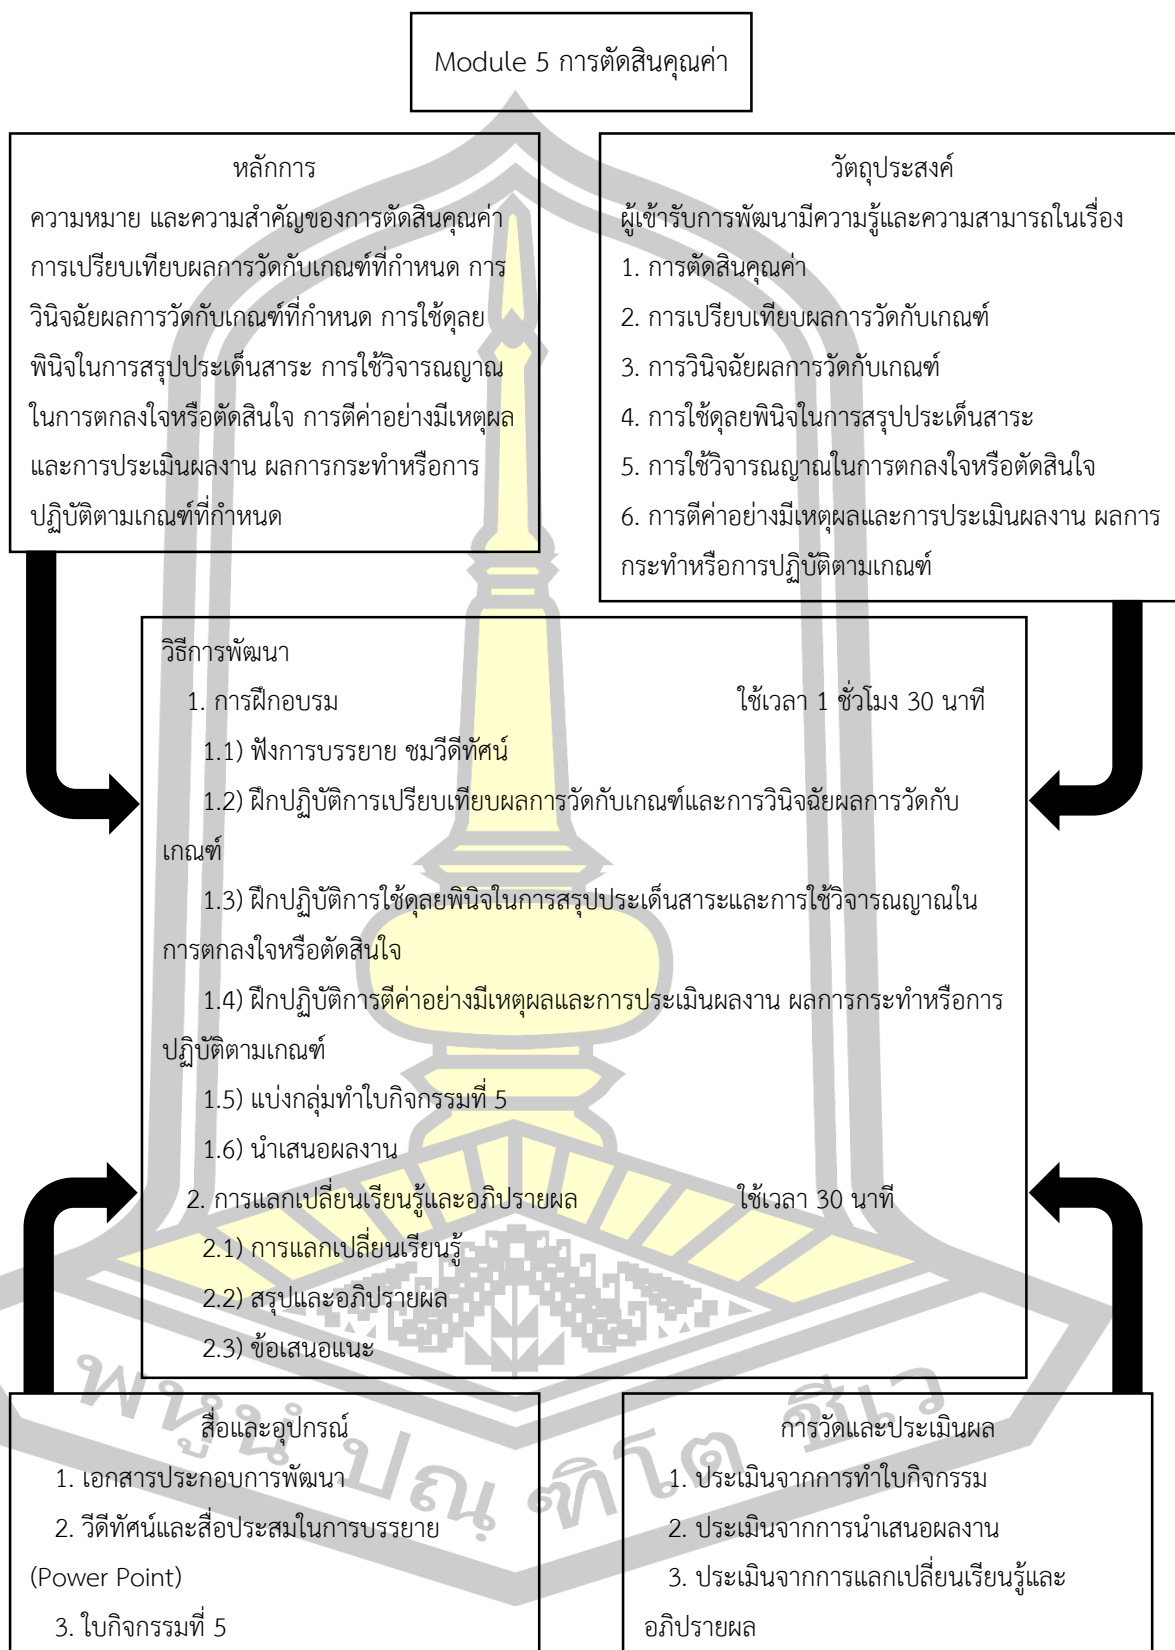 Module 5 การตัดสินคุณค่า
หลักการ
ความหมาย และความสำคัญของการตัดสินคุณค่า
การเปรียบเทียบผลการวัดกับเกณฑ์ที่กำหนด การ
วินิจฉัยผลการวัดกับเกณฑ์ที่กำหนด การใช้ดุลย
พินิจในการสรุปประเด็นสาระ การใช้วิจารณญาณ
ในการตกลงใจหรือตัดสินใจ การตีค่าอย่างมีเหตุผล
และการประเมินผลงาน ผลการกระทำหรือการ
ปฏิบัติตามเกณฑ์ที่กำหนด
วัตถุประสงค์
ผู้เข้ารับการพัฒนามีความรู้และความสามารถในเรื่อง
1. การตัดสินคุณค่า
2. การเปรียบเทียบผลการวัดกับเกณฑ์
3. การวินิจฉัยผลการวัดกับเกณฑ์
4. การใช้ดุลยพินิจในการสรุปประเด็นสาระ
5. การใช้วิจารณญาณในการตกลงใจหรือตัดสินใจ
6. การตีค่าอย่างมีเหตุผลและการประเมินผลงาน ผลการ
กระทำหรือการปฏิบัติตามเกณฑ์
วิธีการพัฒนา
1. การฝึกอบรม ใช้เวลา 1 ชั่วโมง 30 นาที
1.1) ฟังการบรรยาย ชมวีดีทัศน์
1.2) ฝึกปฏิบัติการเปรียบเทียบผลการวัดกับเกณฑ์และการวินิจฉัยผลการวัดกับ
เกณฑ์
1.3) ฝึกปฏิบัติการใช้ดุลยพินิจในการสรุปประเด็นสาระและการใช้วิจารณญาณใน
การตกลงใจหรือตัดสินใจ
1.4) ฝึกปฏิบัติการตีค่าอย่างมีเหตุผลและการประเมินผลงาน ผลการกระทำหรือการ
ปฏิบัติตามเกณฑ์
1.5) แบ่งกลุ่มทำใบกิจกรรมที่ 5
1.6) นำเสนอผลงาน
2. การแลกเปลี่ยนเรียนรู้และอภิปรายผล ใช้เวลา 30 นาที
2.1) การแลกเปลี่ยนเรียนรู้
2.2) สรุปและอภิปรายผล
2.3) ข้อเสนอแนะ
สื่อและอุปกรณ์
1. เอกสารประกอบการพัฒนา
2. วีดีทัศน์และสื่อประสมในการบรรยาย
(Power Point)
3. ใบกิจกรรมที่ 5
การวัดและประเมินผล
1. ประเมินจากการทำใบกิจกรรม
2. ประเมินจากการนำเสนอผลงาน
3. ประเมินจากการแลกเปลี่ยนเรียนรู้และ
อภิปรายผล
พหูนํ ปณฺฑิโต ชีเว